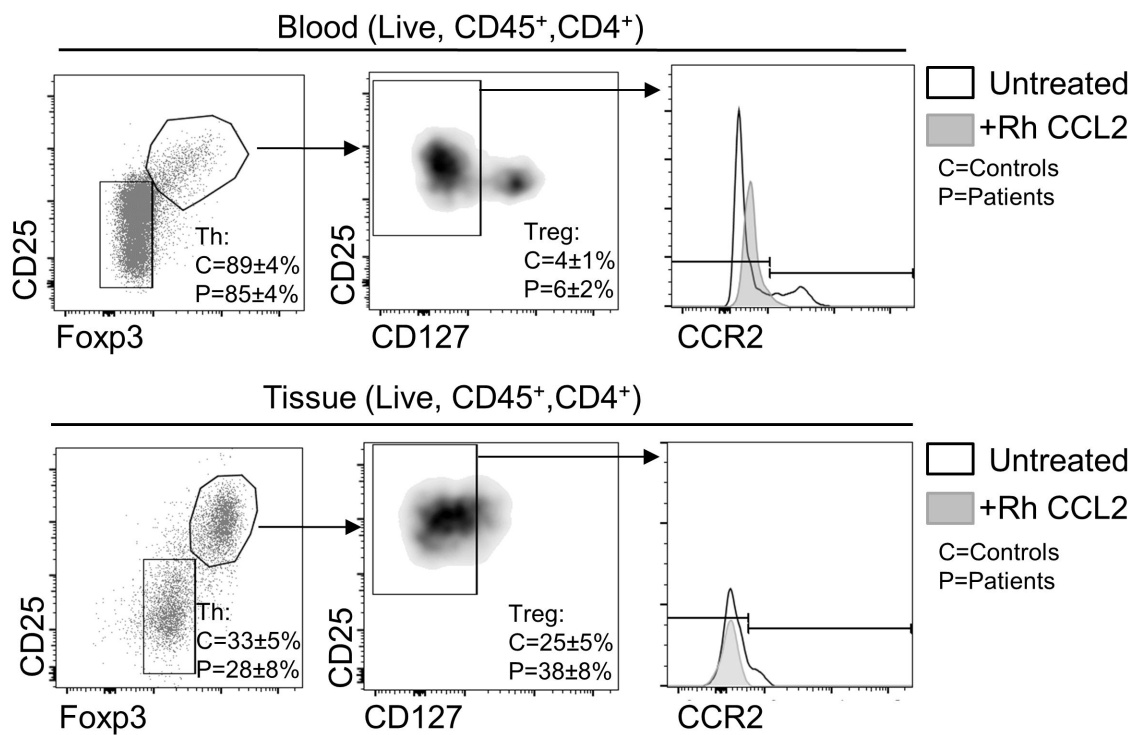 Blood (Live, CD45+,CD4+)
Untreated
+Rh CCL2
C=Controls
P=Patients
CD25
Th:
C=89±4%
P=85±4%
Foxp3
CD25
Treg:
C=4±1%
P=6±2%
CD127
CCR2
Tissue (Live, CD45+,CD4+)
Untreated
+Rh CCL2
C=Controls
P=Patients
CD25
Th:
C=33±5%
P=28±8%
Foxp3
CD25
Treg:
C=25±5%
P=38±8%
CD127
CCR2